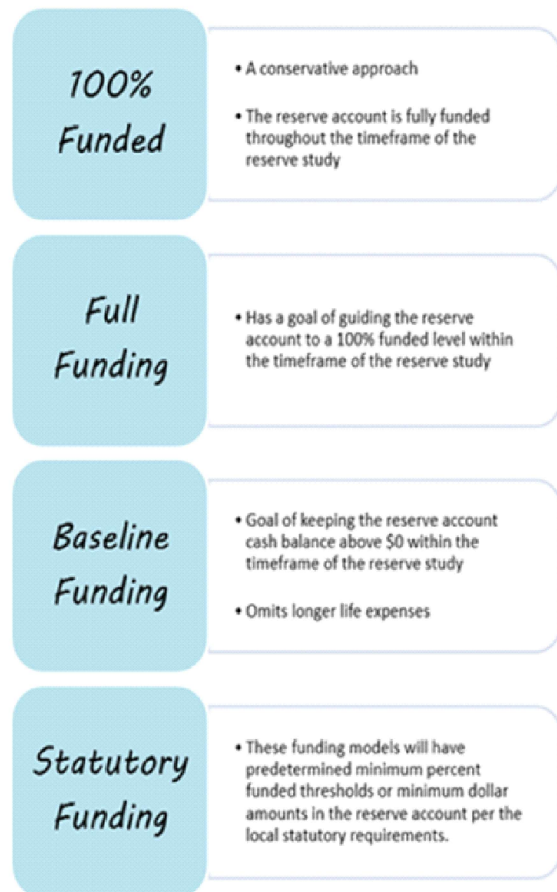 100%
Funded
• A conservative approach
• The reserve account is fully funded
throughout the timeframe of the
reserve study
Full
Funding
• Has a goal of guiding the reserve
account to a 100% funded level within
the timeframe of the reserve study
Baseline
Funding
• Goal of keeping the reserve account
cash balance above $0 within the
timeframe of the reserve study
• Omits longer life expenses
Statutory
Funding
• These funding models will have
predetermined minimum percent
funded thresholds or minimum dollar
amounts in the reserve account per the
local statutory requirements.